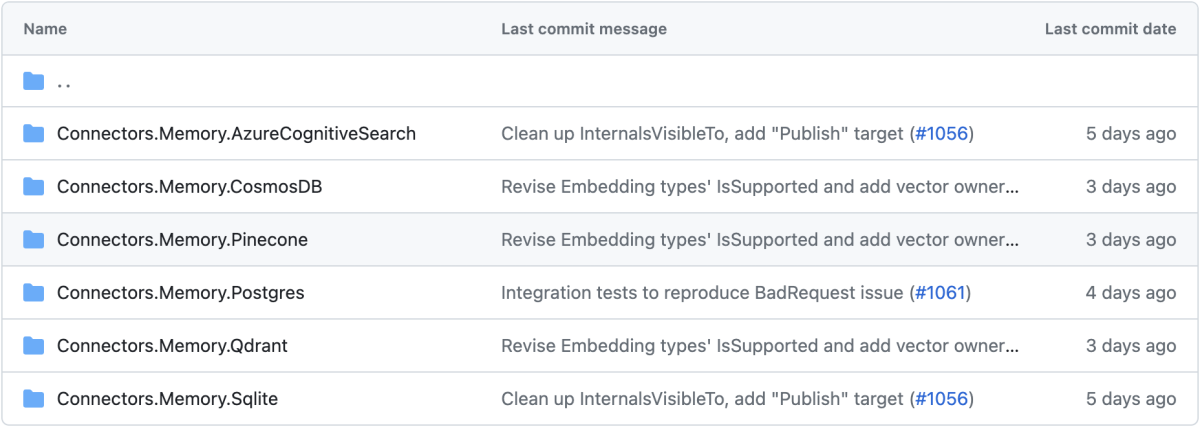 Name Last commit message Last commit date
..
Connectors.Memory.AzureCognitiveSearch Clean up InternalsVisibleTo, add "Publish" target (#1056) 5 days ago
Connectors.Memory.CosmosDB Revise Embedding types' IsSupported and add vector owner... 3 days ago
Connectors.Memory.Pinecone Revise Embedding types' IsSupported and add vector owner... 3 days ago
Connectors.Memory.Postgres Integration tests to reproduce BadRequest issue (#1061) 4 days ago
Connectors.Memory.Qdrant Revise Embedding types' IsSupported and add vector owner... 3 days ago
Connectors.Memory.Sqlite Clean up InternalsVisibleTo, add "Publish" target (#1056) 5 days ago